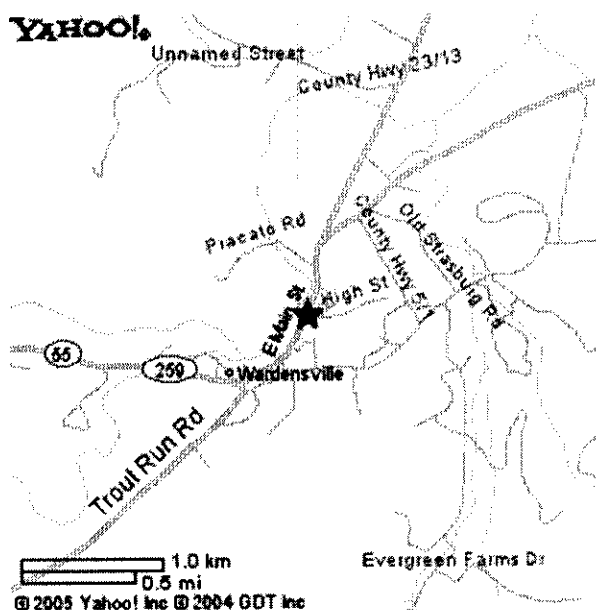 YAHOO!
Unnamed Street
County Hwy 23/13
County Hwy 5/1
Old Strasburg Rd
High St
E Main St
55
259
Wardensville
Trout Run Rd
1.0 km
0.5 mi
Evergreen Farms Dr
© 2005 Yahoo! Inc © 2004 GDT Inc